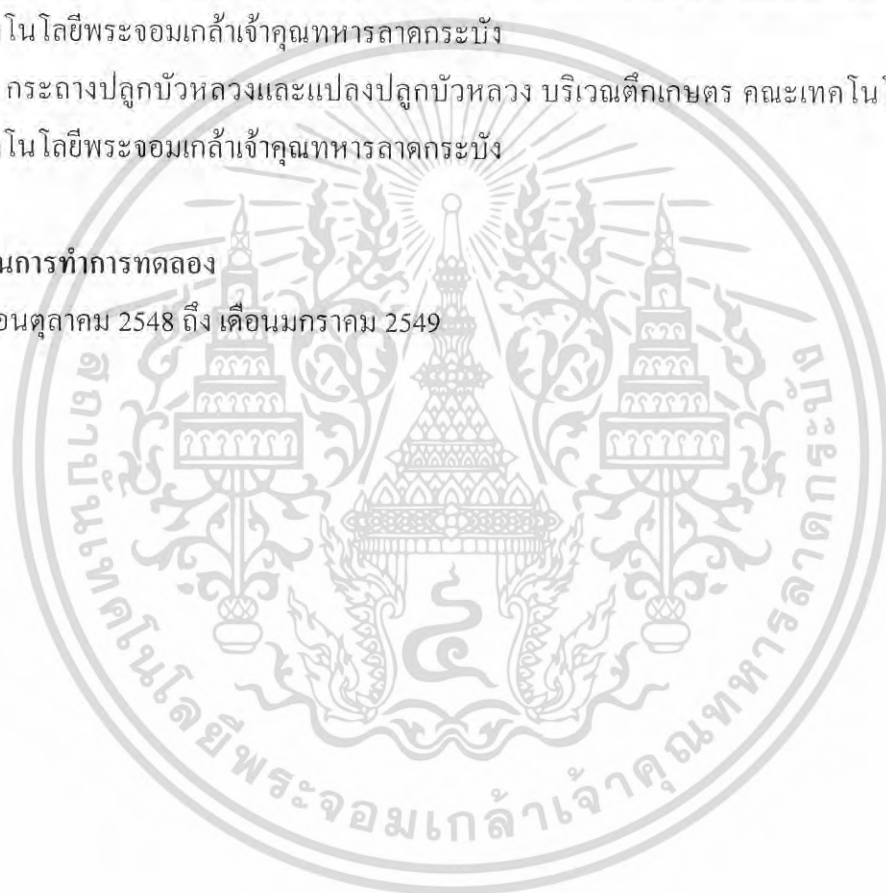 คโนโลยีพระจอมเกล้าเจ้าคุณทหารลาดกระบัง
กระถางปลูกบัวหลวงและแปลงปลูกบัวหลวง บริเวณตึกเกษตร คณะเทคโนโ
คโนโลยีพระจอมเกล้าเจ้าคุณทหารลาดกระบัง
นการทำการทดลอง
อนตุลาคม 2548 ถึง เดือนมกราคม 2549
สถาบันเทคโนโลยีพระจอมเกล้าเจ้าคุณทหารลาดกระบัง
๔